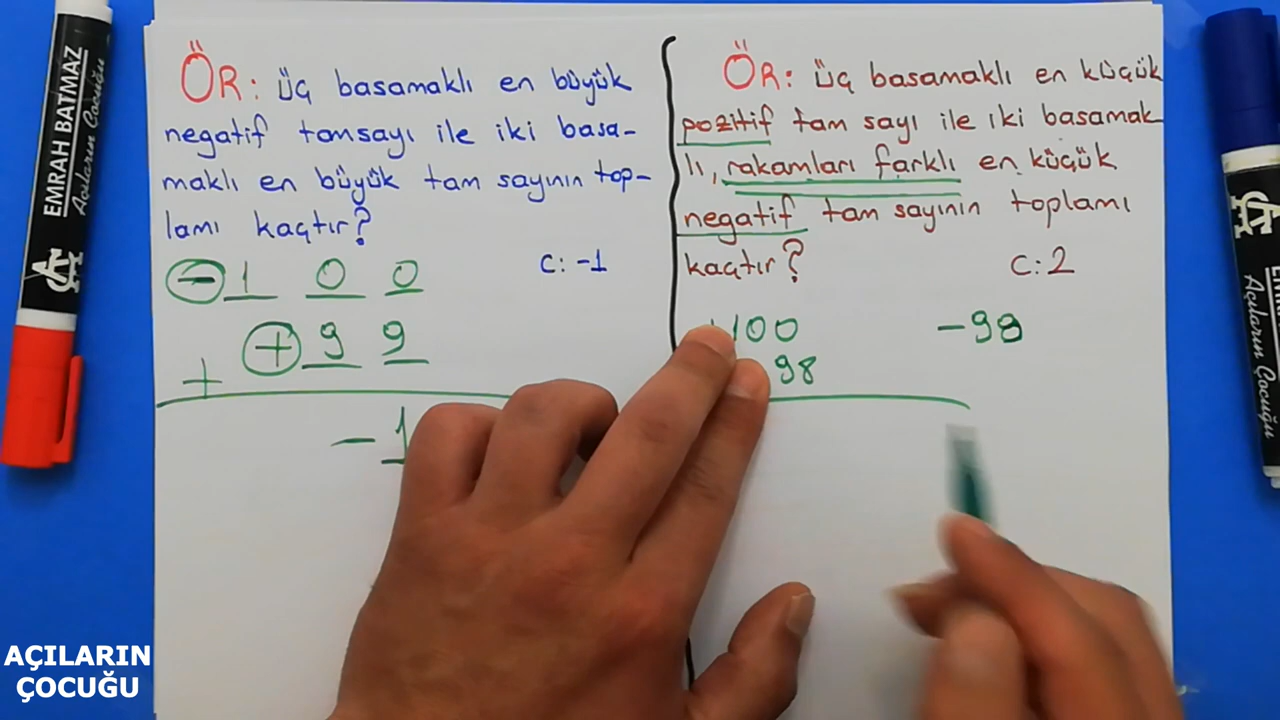 ÖR: üç basamaklı en büyük
negatif tamsayı ile iki basa-
maklı en büyük tam sayının top-
lamı kaçtır?
c: -1
- 1 0 0
+ 9 9
+
- 1
ÖR: üç basamaklı en küçük
pozitif tam sayı ile iki basamak
lı, rakamları farklı en küçük
negatif tam sayının toplamı
kaçtır?
c: 2
100
-98
98
EMRAH BATMAZ
Açıların Çocuğu
Açıların Çocuğu
AÇILARIN
ÇOCUĞU